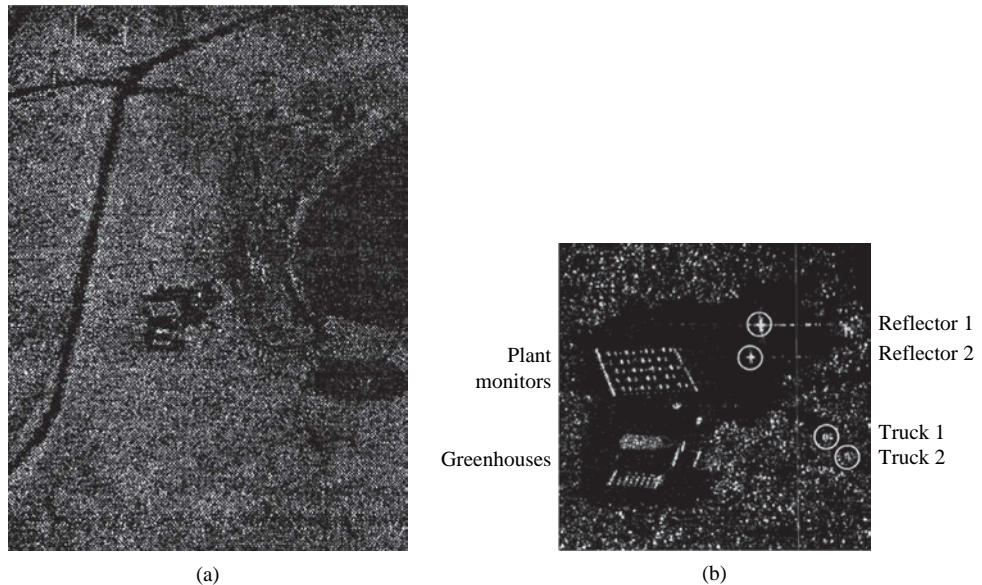 Reflector 1
Reflector 2
Plant
monitors
Truck 1
Greenhouses
Truck 2
(a)
(b)